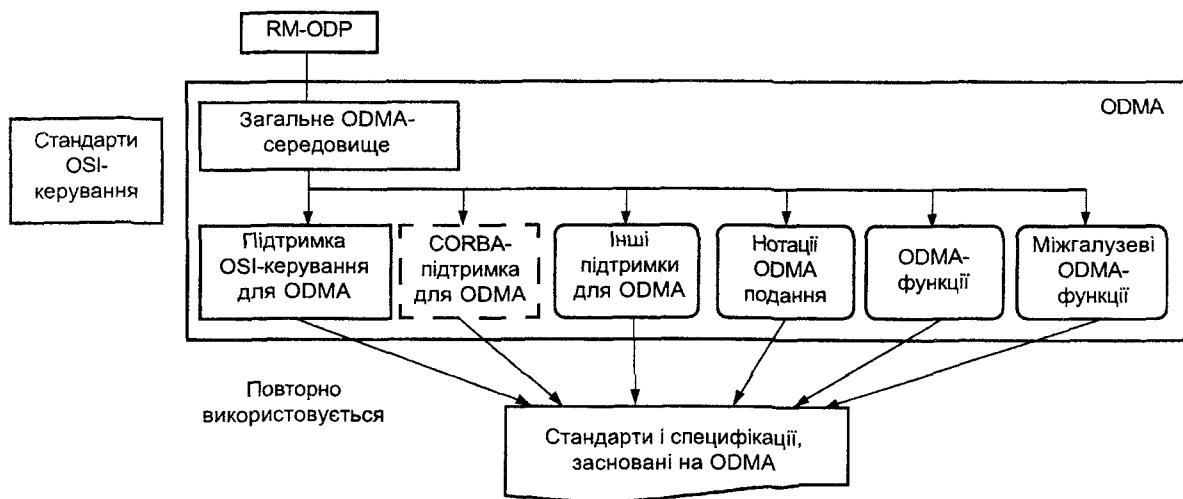 RM-ODP
ODMA
Загальне ODMA-
середовище
Стандарти
OSI-
керування
Підтримка
OSI-керування
для ODMA
CORBA-
підтримка
для ODMA
Інші
підтримки
для ODMA
Нотації
ODMA
подання
ODMA-
функції
Міжгалузеві
ODMA-
функції
Повторно
використовується
Стандарти і специфікації,
засновані на ODMA